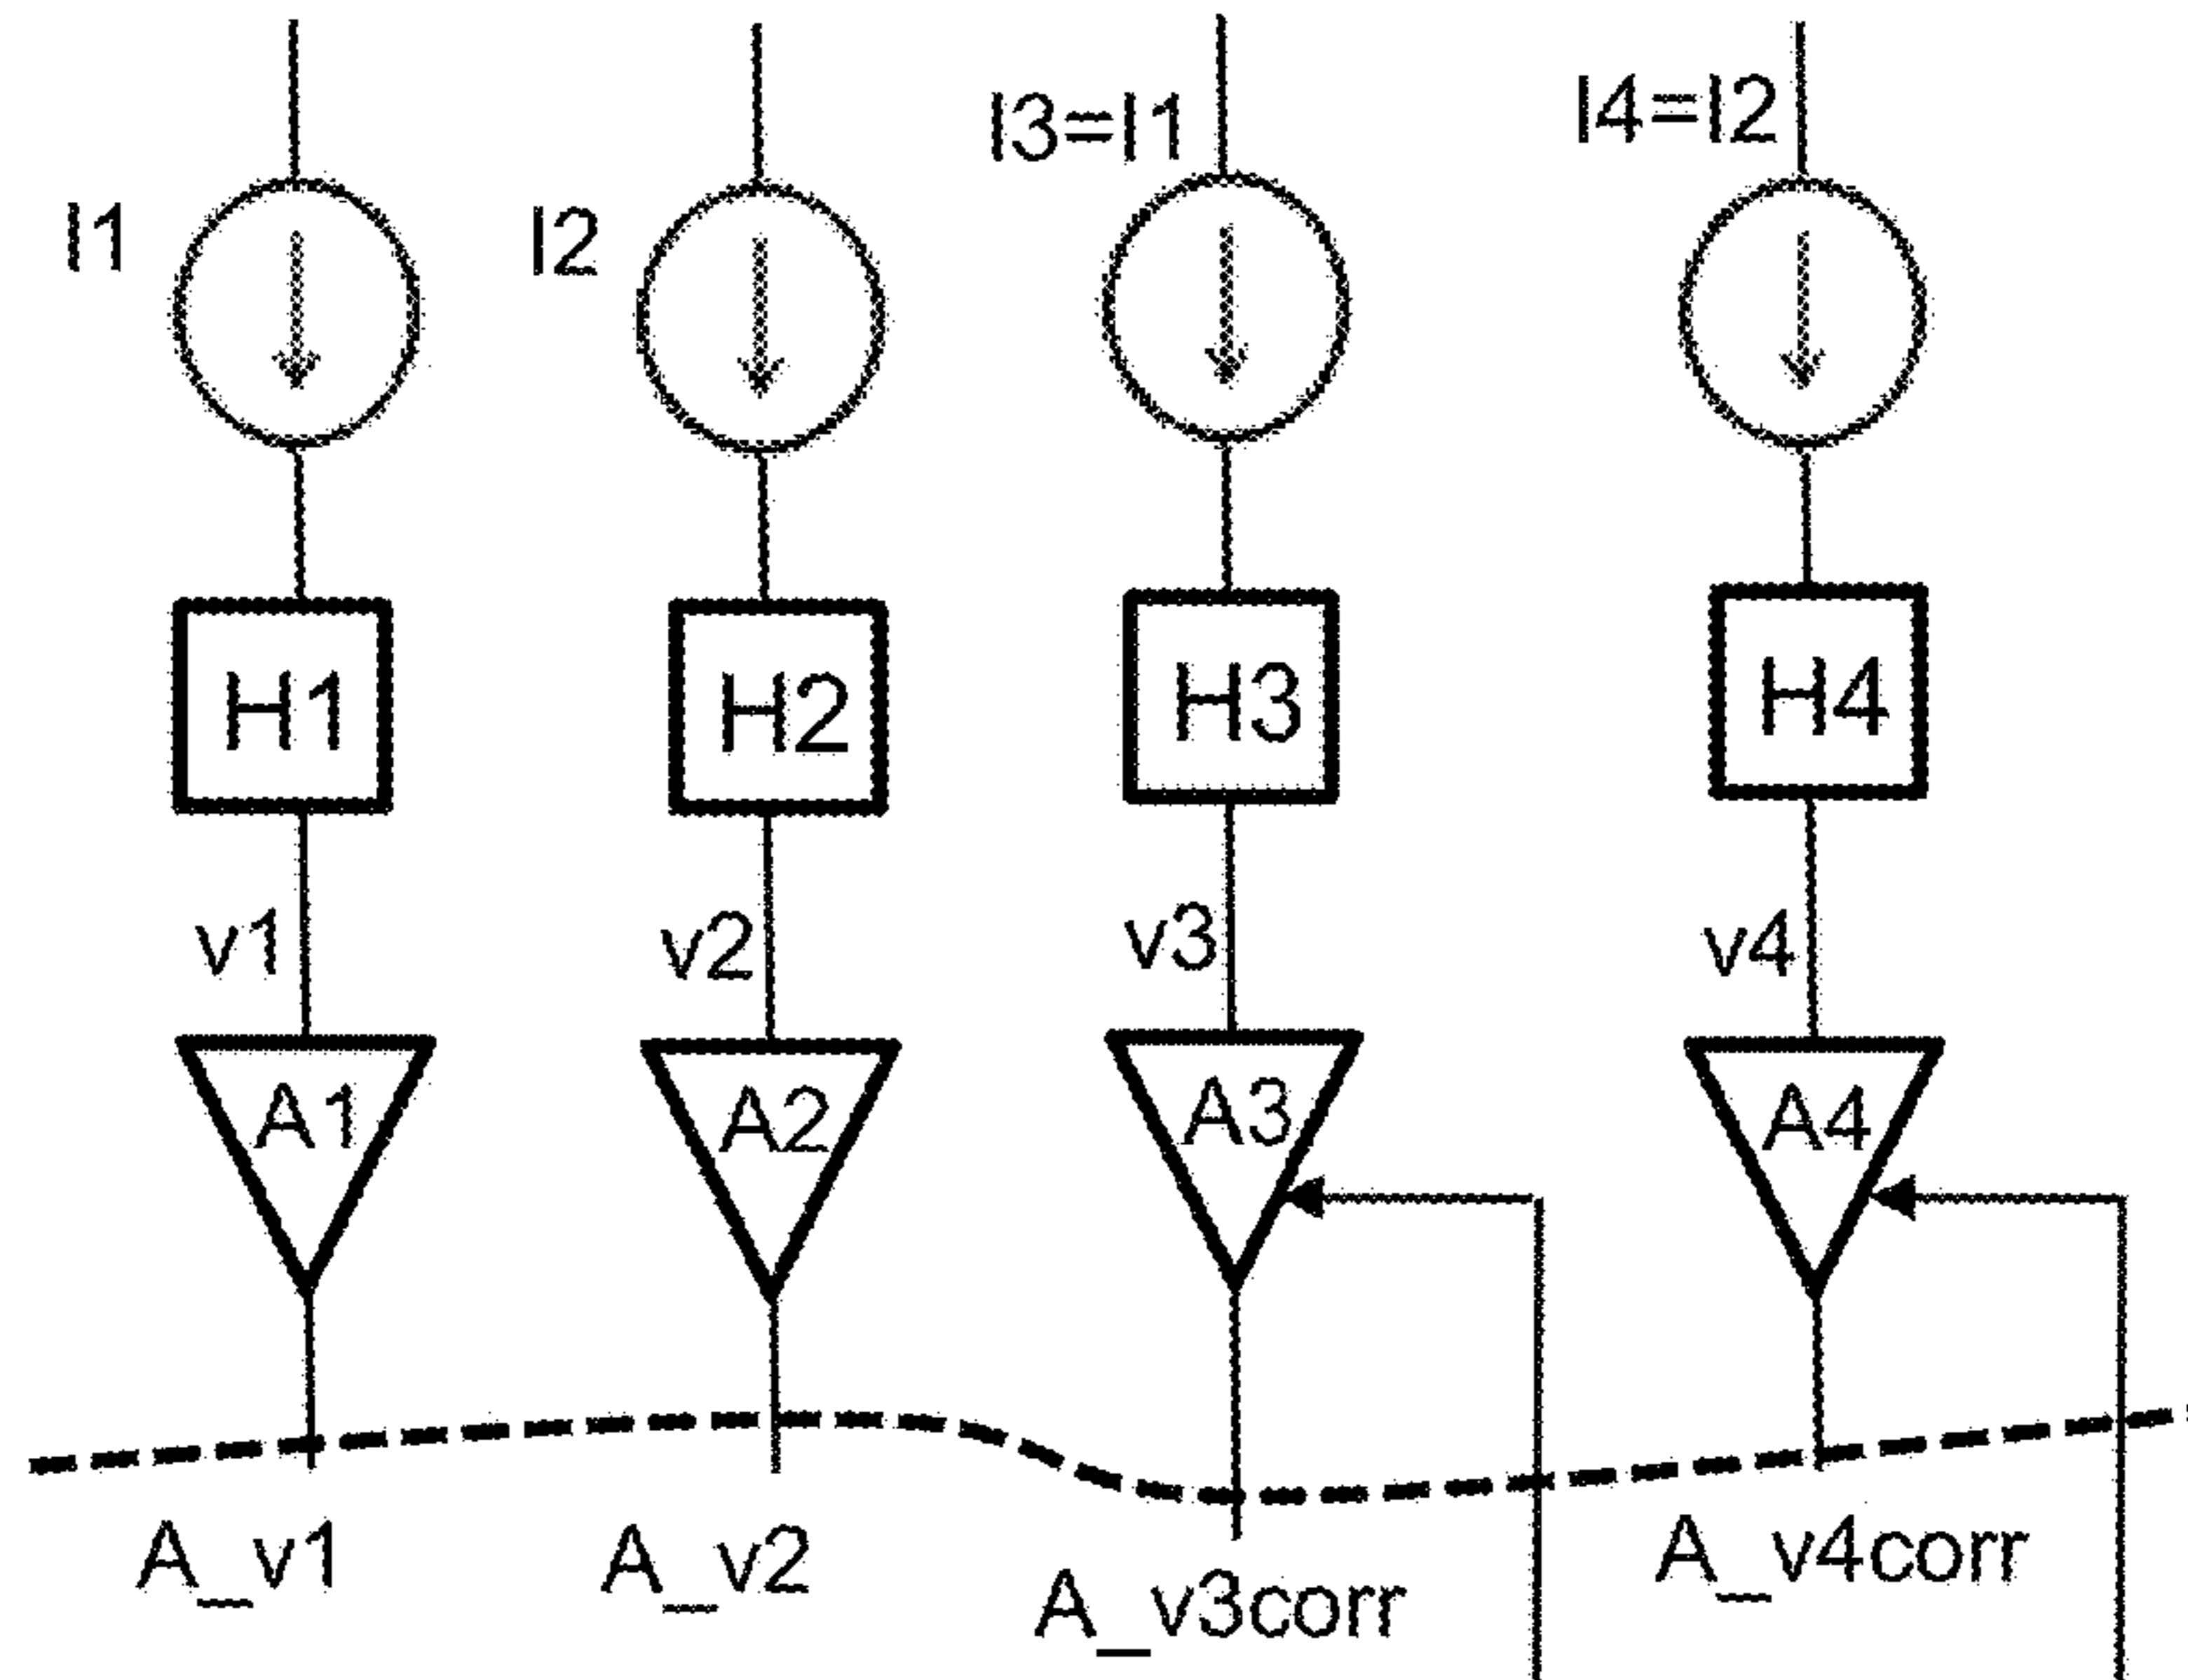 I1
I2
I3=I1
I4=I2
H1
H2
H3
H4
v1
v2
v3
v4
A1
A2
A3
A4
A_v1
A_v2
A_v3corr
A_v4corr